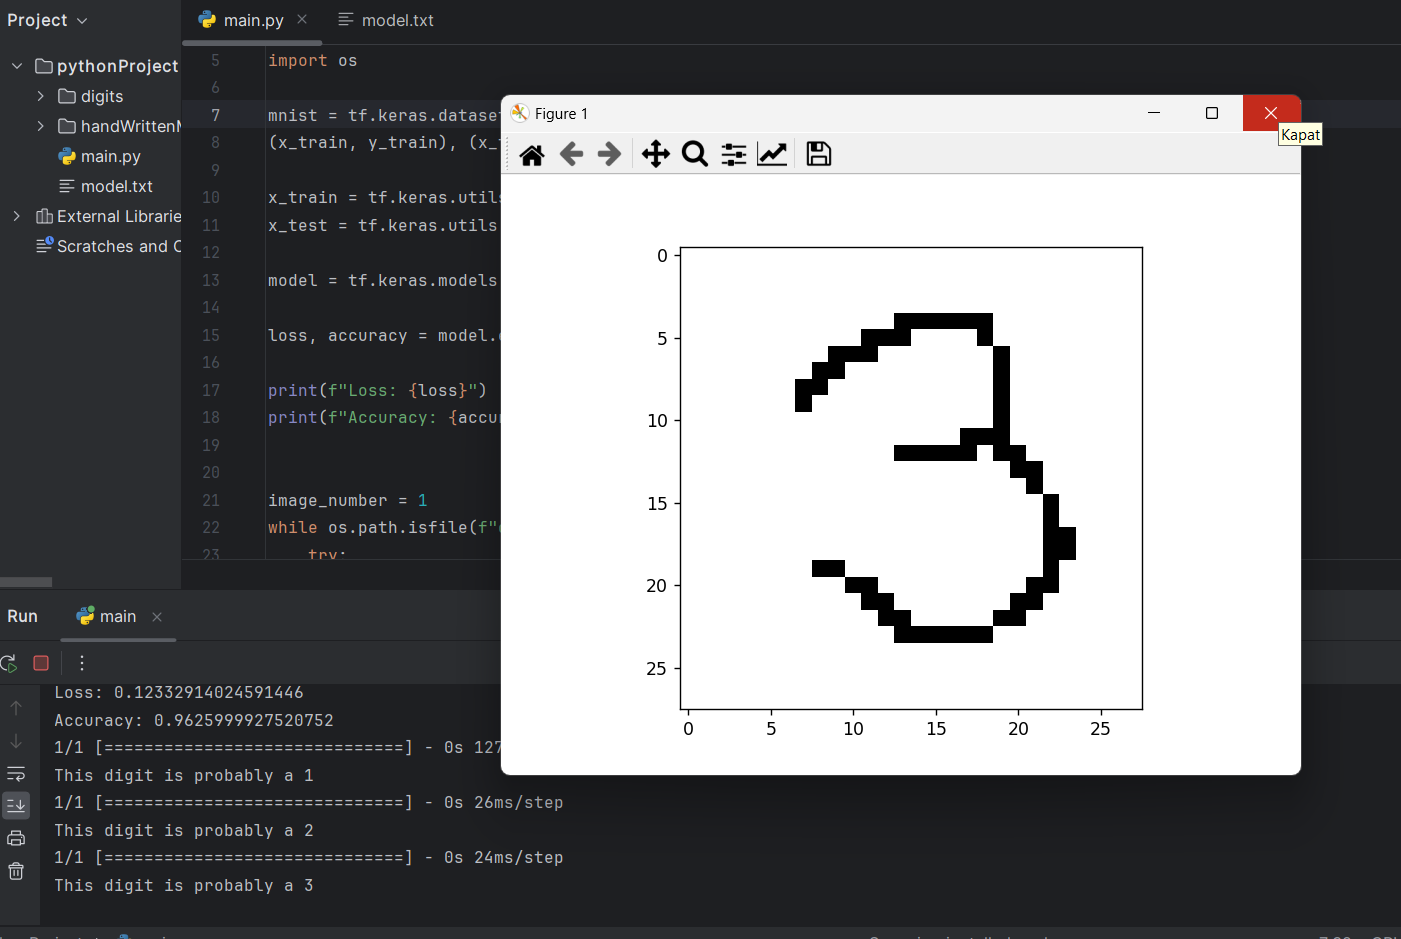 Project
main.py
model.txt
pythonProject
digits
handWritten
main.py
model.txt
External Librarie
Scratches and
5 import os
6
7 mnist = tf.keras.datase
8 (x_train, y_train), (x_
9
10 x_train = tf.keras.utils
11 x_test = tf.keras.utils
12
13 model = tf.keras.models
14
15 loss, accuracy = model.
16
17 print(f"Loss: {loss}")
18 print(f"Accuracy: {accu
19
20
21 image_number = 1
22 while os.path.isfile(f"
23 try:
Figure 1
Kapat
0
5
10
15
20
25
0 5 10 15 20 25
Run
main
Loss: 0.12332914024591446
Accuracy: 0.9625999927520752
1/1 [==============================] - 0s 127
This digit is probably a 1
1/1 [==============================] - 0s 26ms/step
This digit is probably a 2
1/1 [==============================] - 0s 24ms/step
This digit is probably a 3